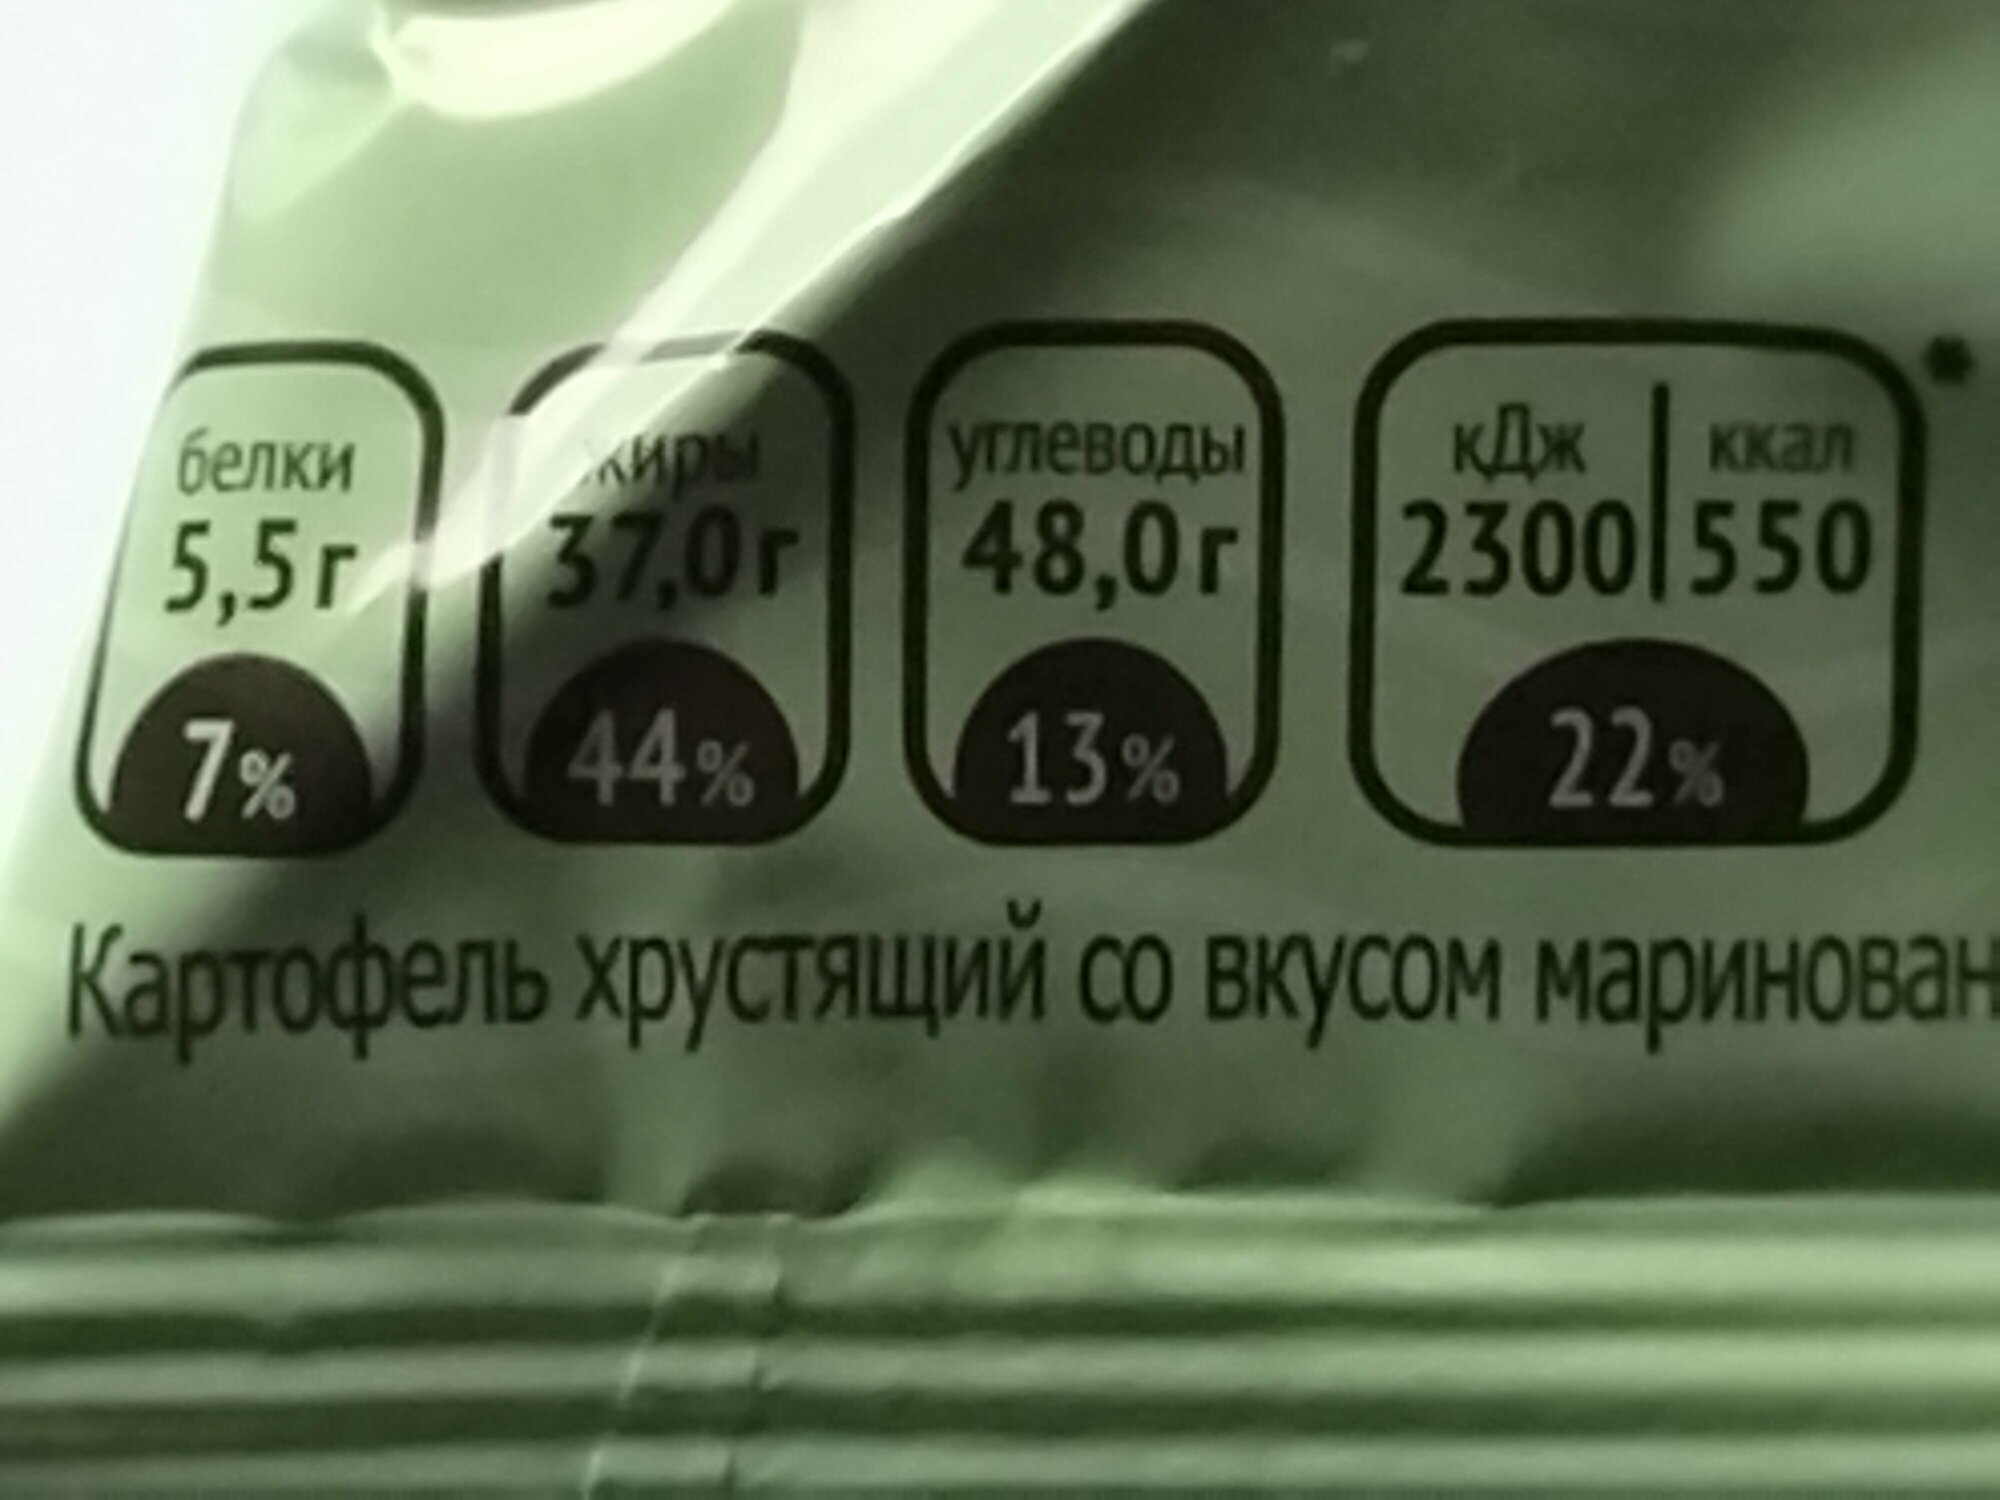 белки жиры углеводы кДж ккал *
5,5 г 37,0 г 48,0 г 2300 550
7% 44% 13% 22%
Картофель хрустящий со вкусом маринован